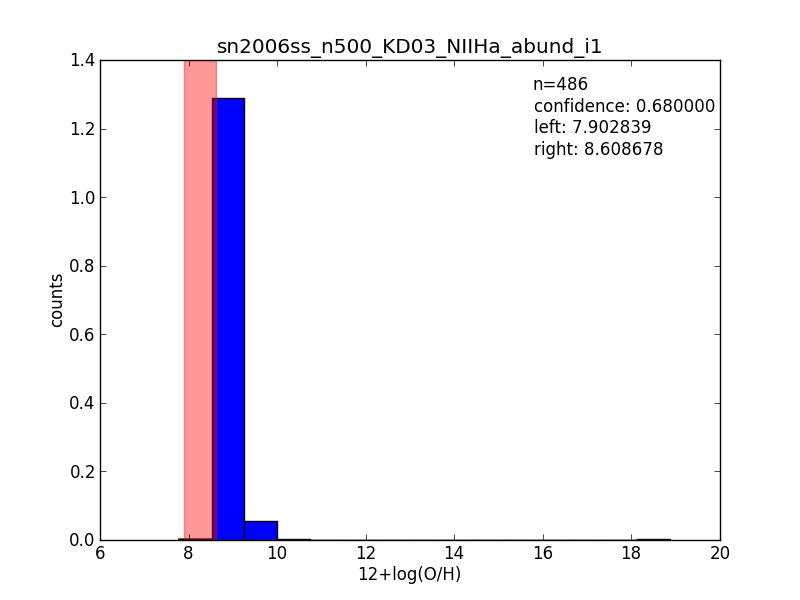 sn2006ss_n500_KD03_NIIHa_abund_i1
1.4
1.2
1.0
0.8
0.6
0.4
0.2
0.0
counts
n=486
confidence: 0.680000
left: 7.902839
right: 8.608678
6 8 10 12 14 16 18 20
12+log(O/H)